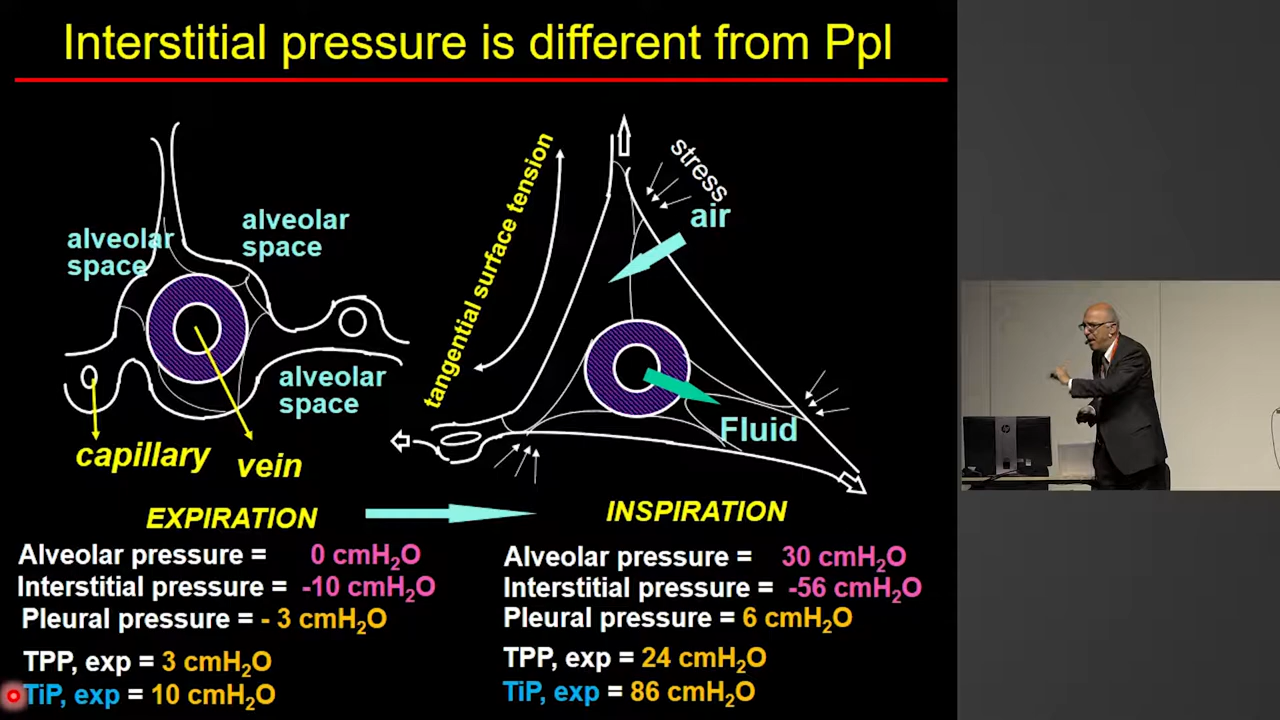 Interstitial pressure is different from Ppl
alveolar
space
alveolar
space
alveolar
space
capillary
vein
tangential surface tension
stress
air
Fluid
EXPIRATION
INSPIRATION
Alveolar pressure = 0 cmH₂O
Interstitial pressure = -10 cmH₂O
Pleural pressure = - 3 cmH₂O
TPP, exp = 3 cmH₂O
TiP, exp = 10 cmH₂O
Alveolar pressure = 30 cmH₂O
Interstitial pressure = -56 cmH₂O
Pleural pressure = 6 cmH₂O
TPP, exp = 24 cmH₂O
TiP, exp = 86 cmH₂O